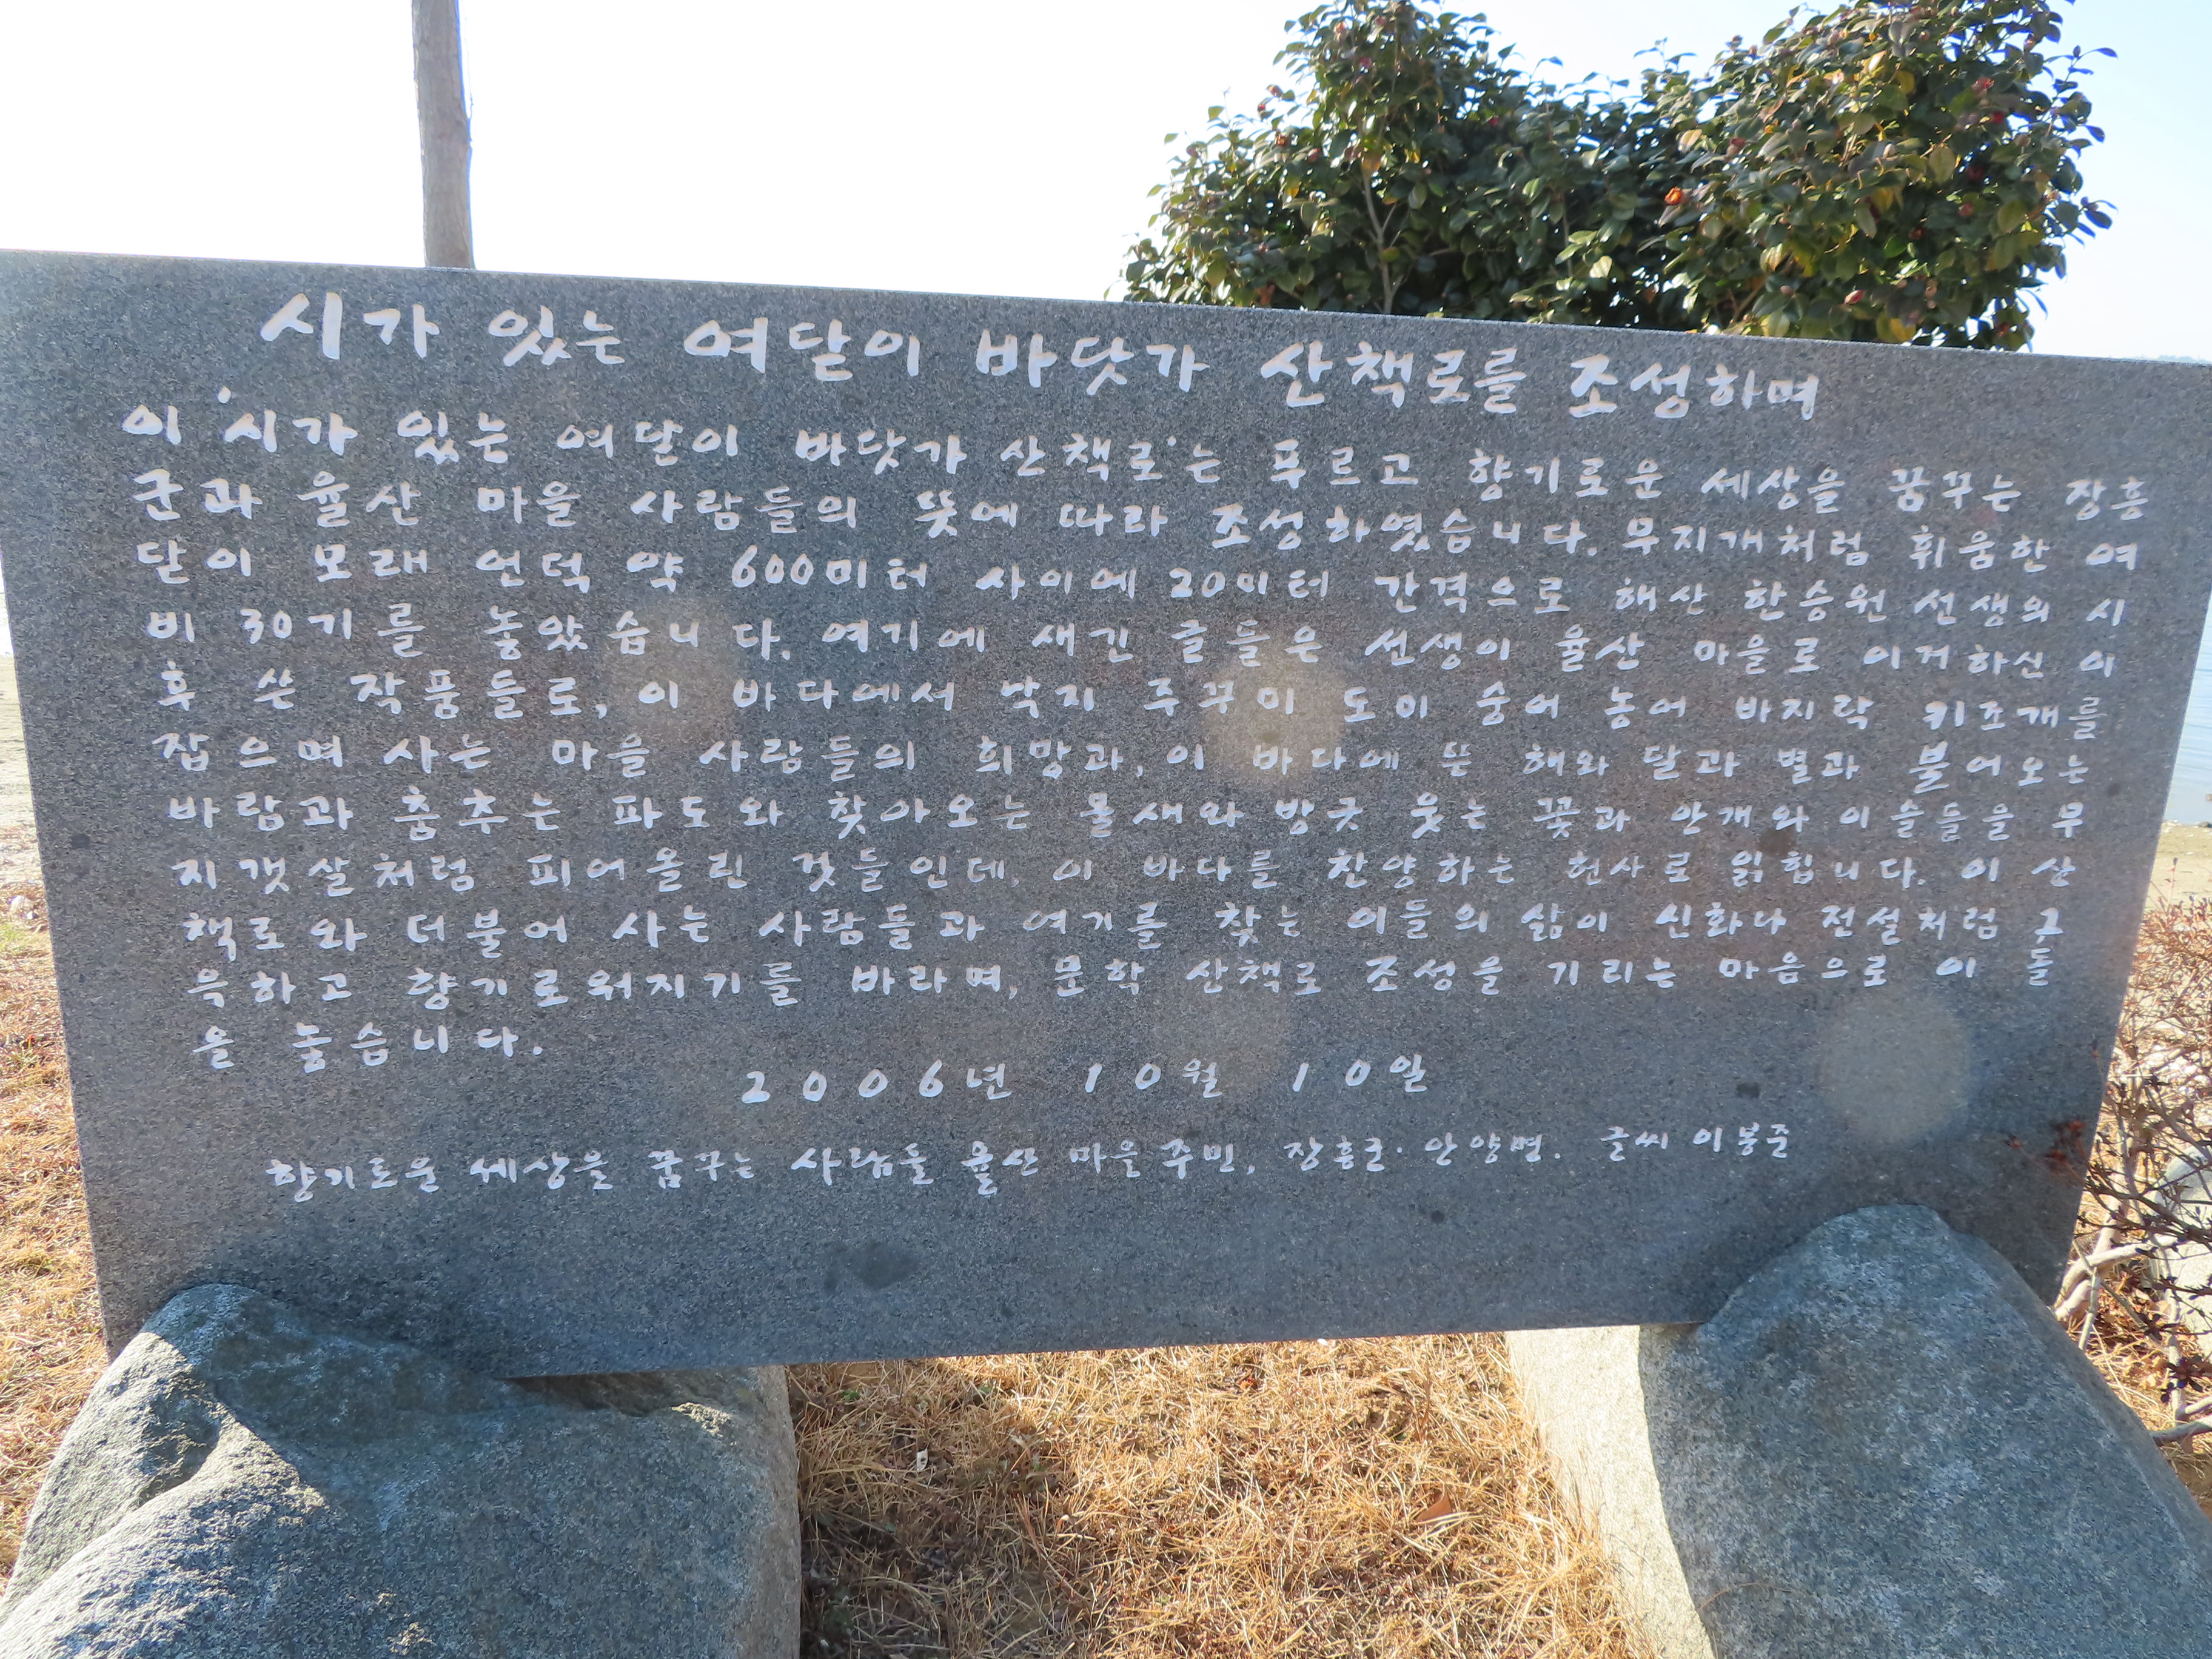 시가 있는 여닫이 바닷가 산책로를 조성하며
이 '시가 있는 여닫이 바닷가 산책로'는 푸르고 향기로운 세상을 꿈꾸는 장흥
군과 율산 마을 사람들의 뜻에 따라 조성하였습니다. 무지개처럼 휘움한 여
닫이 모래 언덕 약 600미터 사이에 20미터 간격으로 해산 한승원 선생의 시
비 30기를 놓았습니다. 여기에 새긴 글들은 선생이 율산 마을로 이거하신 이
후 쓴 작품들로, 이 바다에서 낙지 주꾸미 도미 숭어 농어 바지락 키조개를
잡으며 사는 마을 사람들의 희망과, 이 바다에 뜬 해와 달과 별과 불어오는
바람과 춤추는 파도와 찾아오는 물새와 방긋 웃는 꽃과 안개와 이슬들을 무
지갯살처럼 피어올린 것들인데, 이 바다를 찬양하는 헌사로 읽힙니다. 이 산
책로와 더불어 사는 사람들과 여기를 찾는 이들의 삶이 신화나 전설처럼 그
윽하고 향기로워지기를 바라며, 문학 산책로 조성을 기리는 마음으로 이 돌
을 놓습니다.
2006년 10월 10일
향기로운 세상을 꿈꾸는 사람들 율산 마을 주민, 장흥군·안양면. 글씨 이봉준